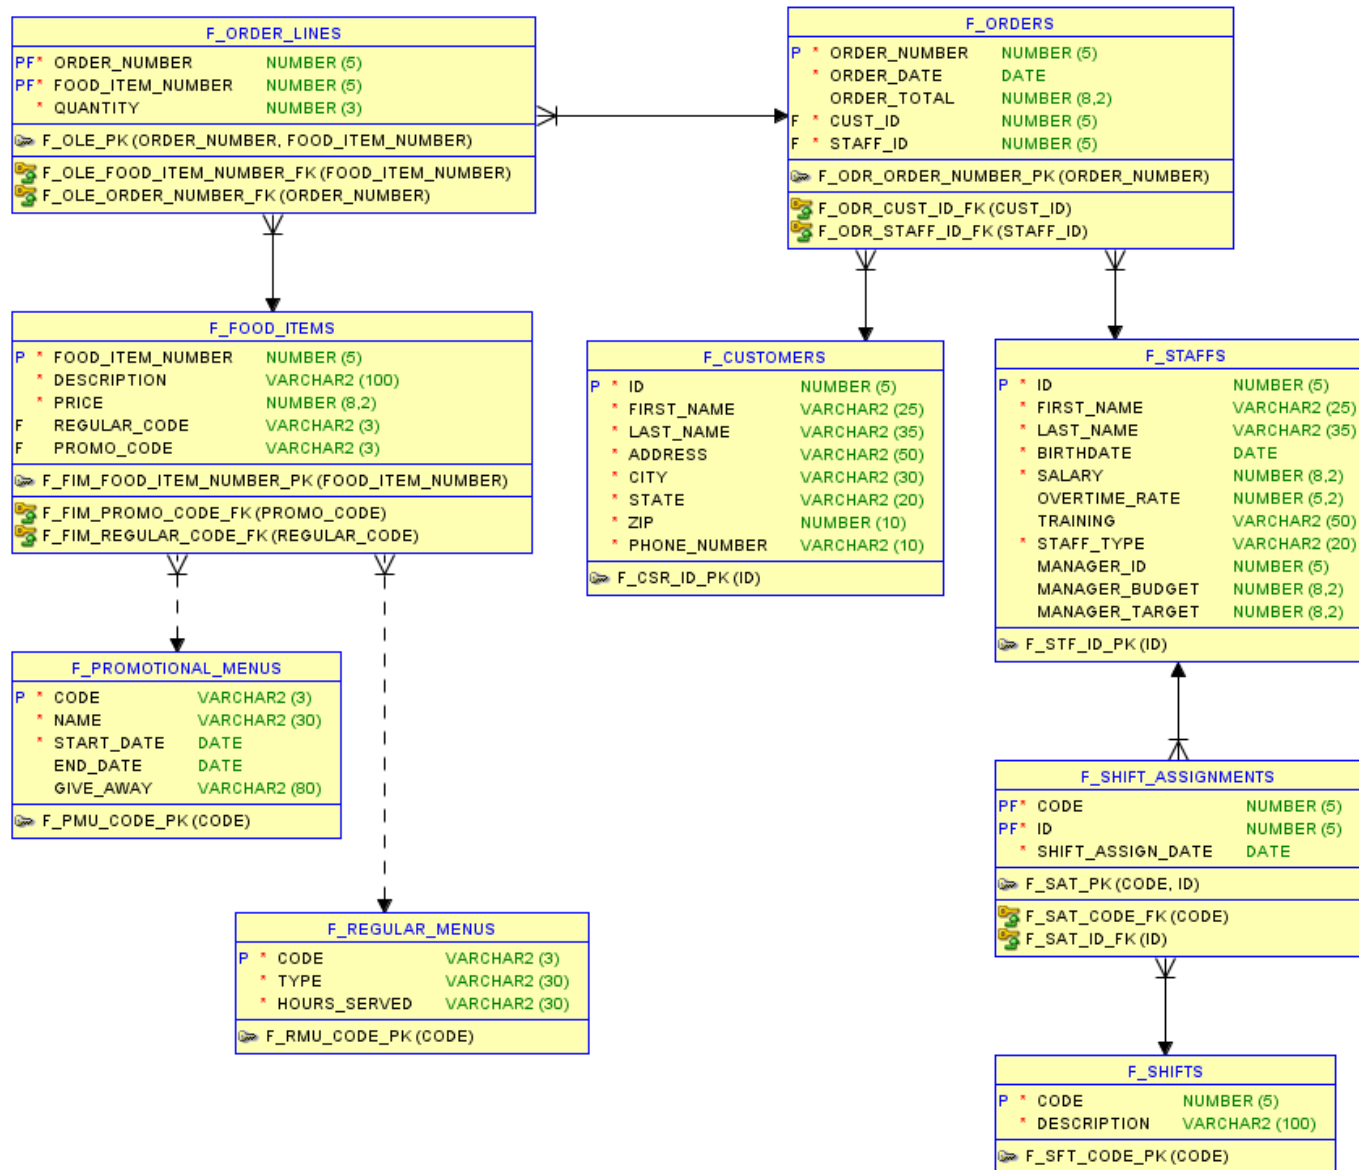 F_ORDER_LINES
PF* ORDER_NUMBER NUMBER (5)
PF* FOOD_ITEM_NUMBER NUMBER (5)
* QUANTITY NUMBER (3)
F_OLE_PK (ORDER_NUMBER, FOOD_ITEM_NUMBER)
F_OLE_FOOD_ITEM_NUMBER_FK (FOOD_ITEM_NUMBER)
F_OLE_ORDER_NUMBER_FK (ORDER_NUMBER)
F_ORDERS
P * ORDER_NUMBER NUMBER (5)
* ORDER_DATE DATE
ORDER_TOTAL NUMBER (8,2)
F * CUST_ID NUMBER (5)
F * STAFF_ID NUMBER (5)
F_ODR_ORDER_NUMBER_PK (ORDER_NUMBER)
F_ODR_CUST_ID_FK (CUST_ID)
F_ODR_STAFF_ID_FK (STAFF_ID)
F_FOOD_ITEMS
P * FOOD_ITEM_NUMBER NUMBER (5)
* DESCRIPTION VARCHAR2 (100)
* PRICE NUMBER (8,2)
F REGULAR_CODE VARCHAR2 (3)
F PROMO_CODE VARCHAR2 (3)
F_FIM_FOOD_ITEM_NUMBER_PK (FOOD_ITEM_NUMBER)
F_FIM_PROMO_CODE_FK (PROMO_CODE)
F_FIM_REGULAR_CODE_FK (REGULAR_CODE)
F_CUSTOMERS
P * ID NUMBER (5)
* FIRST_NAME VARCHAR2 (25)
* LAST_NAME VARCHAR2 (35)
* ADDRESS VARCHAR2 (50)
* CITY VARCHAR2 (30)
* STATE VARCHAR2 (20)
* ZIP NUMBER (10)
* PHONE_NUMBER VARCHAR2 (10)
F_CSR_ID_PK (ID)
F_STAFFS
P * ID NUMBER (5)
* FIRST_NAME VARCHAR2 (25)
* LAST_NAME VARCHAR2 (35)
* BIRTHDATE DATE
* SALARY NUMBER (8,2)
OVERTIME_RATE NUMBER (5,2)
TRAINING VARCHAR2 (50)
* STAFF_TYPE VARCHAR2 (20)
MANAGER_ID NUMBER (5)
MANAGER_BUDGET NUMBER (8,2)
MANAGER_TARGET NUMBER (8,2)
F_STF_ID_PK (ID)
F_PROMOTIONAL_MENUS
P * CODE VARCHAR2 (3)
* NAME VARCHAR2 (30)
* START_DATE DATE
END_DATE DATE
GIVE_AWAY VARCHAR2 (80)
F_PMU_CODE_PK (CODE)
F_REGULAR_MENUS
P * CODE VARCHAR2 (3)
* TYPE VARCHAR2 (30)
* HOURS_SERVED VARCHAR2 (30)
F_RMU_CODE_PK (CODE)
F_SHIFT_ASSIGNMENTS
PF* CODE NUMBER (5)
PF* ID NUMBER (5)
* SHIFT_ASSIGN_DATE DATE
F_SAT_PK (CODE, ID)
F_SAT_CODE_FK (CODE)
F_SAT_ID_FK (ID)
F_SHIFTS
P * CODE NUMBER (5)
* DESCRIPTION VARCHAR2 (100)
F_SFT_CODE_PK (CODE)